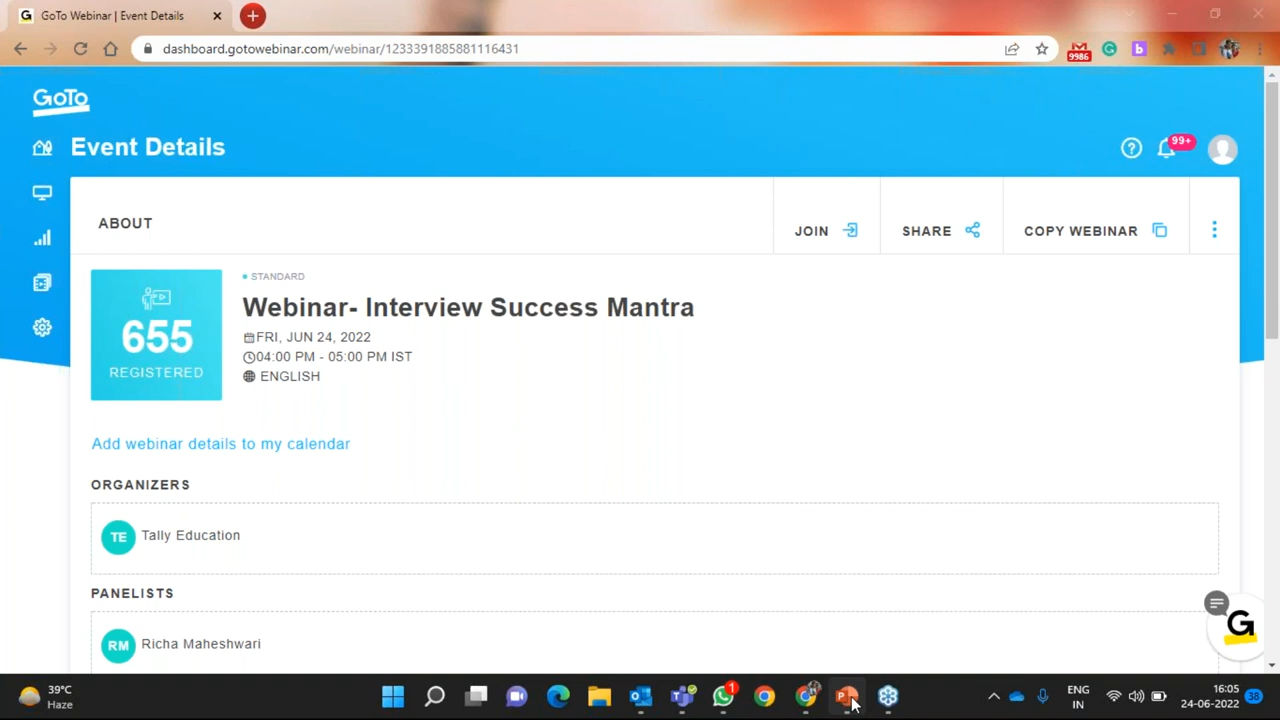 GoTo Webinar | Event Details
dashboard.gotowebinar.com/webinar/1233391885881116431
9986
GoTo
Event Details
99+
ABOUT
JOIN
SHARE
COPY WEBINAR
STANDARD
655
REGISTERED
Webinar- Interview Success Mantra
FRI, JUN 24, 2022
04:00 PM - 05:00 PM IST
ENGLISH
Add webinar details to my calendar
ORGANIZERS
TE Tally Education
PANELISTS
RM Richa Maheshwari
39°C
Haze
1
ENG
IN
16:05
24-06-2022
38